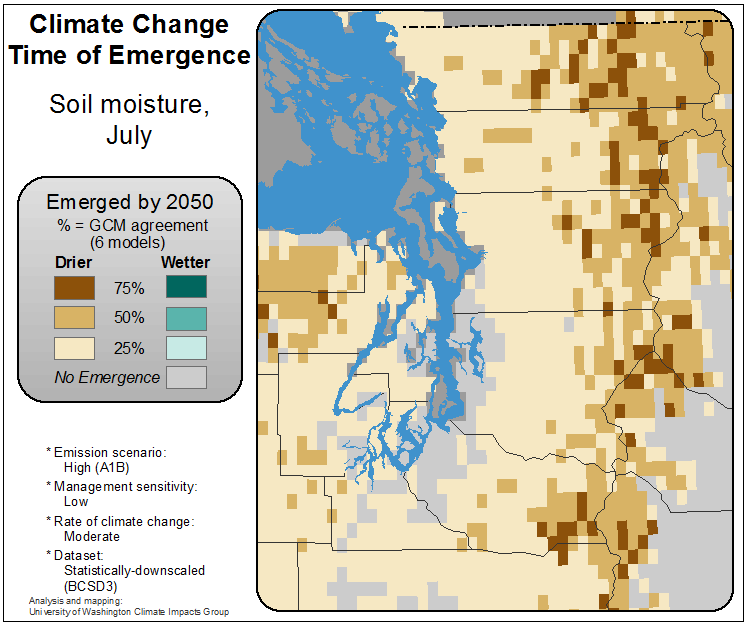 Climate Change
Time of Emergence
Soil moisture,
July
Emerged by 2050
% = GCM agreement
(6 models)
Drier Wetter
75%
50%
25%
No Emergence
* Emission scenario:
High (A1B)
* Management sensitivity:
Low
* Rate of climate change:
Moderate
* Dataset:
Statistically-downscaled
(BCSD3)
Analysis and mapping:
University of Washington Climate Impacts Group